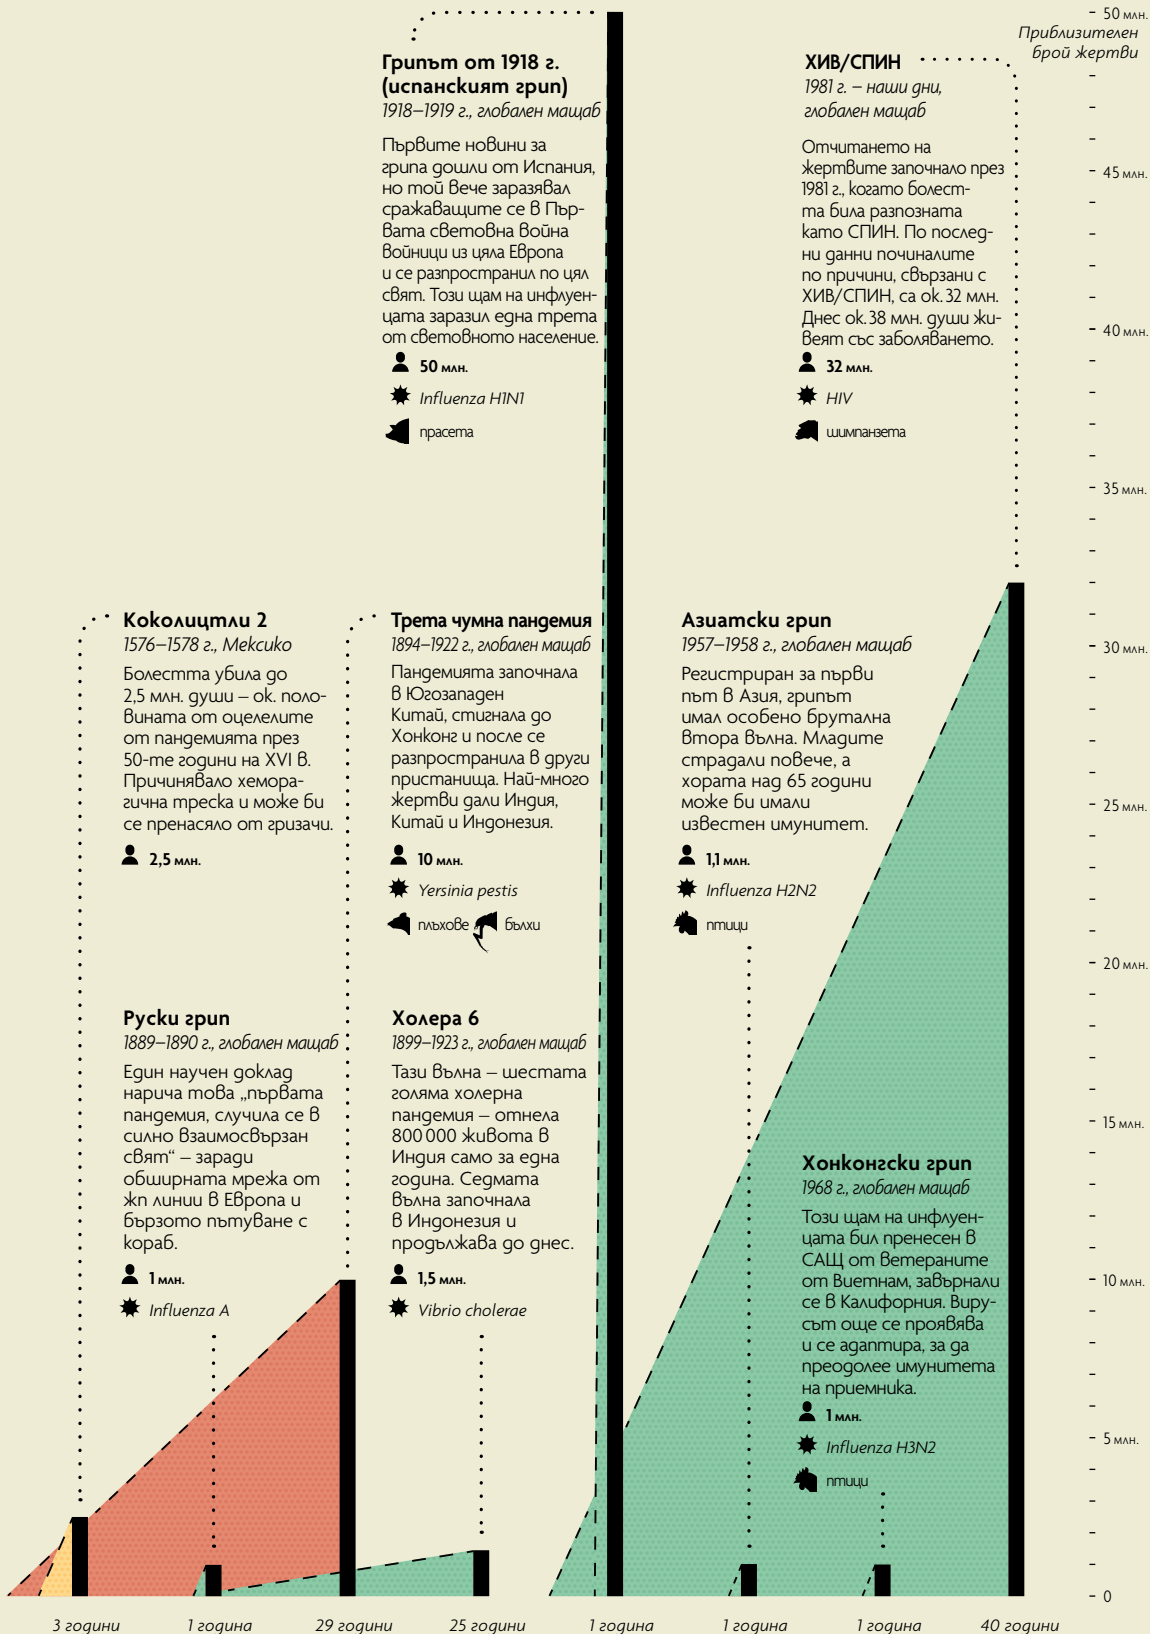 50 млн.
Приблизителен
брой жертви
Грипът от 1918 г.
(испанският грип)
1918–1919 г., глобален мащаб
Първите новини за
грипа дошли от Испания,
но той вече заразявал
сражаващите се в Пър-
вата световна война
войници из цяла Европа
и се разпространил по цял
свят. Този щам на инфлуен-
цата заразил една трета
от световното население.
50 млн.
Influenza H1N1
прасета
ХИВ/СПИН
1981 г. – наши дни,
глобален мащаб
Отчитането на
жертвите започнало през
1981 г., когато болест-
та била разпозната
като СПИН. По послед-
ни данни починалите
по причини, свързани с
ХИВ/СПИН, са ок. 32 млн.
Днес ок. 38 млн. души жи-
веят със заболяването.
32 млн.
HIV
шимпанзета
45 млн.
40 млн.
35 млн.
Коколицтли 2
1576–1578 г., Мексико
Болестта убила до
2,5 млн. души – ок. поло-
вината от оцелелите
от пандемията през
50-те години на XVI в.
Причинявало хемора-
гична треска и може би
се пренасяло от гризачи.
2,5 млн.
Трета чумна пандемия
1894–1922 г., глобален мащаб
Пандемията започнала
в Югозападен
Китай, стигнала до
Хонконг и после се
разпространила в други
пристанища. Най-много
жертви дали Индия,
Китай и Индонезия.
10 млн.
Yersinia pestis
плъхове бълхи
Азиатски грип
1957–1958 г., глобален мащаб
Регистриран за първи
път в Азия, грипът
имал особено брутална
втора вълна. Младите
страдали повече, а
хората над 65 години
може би имали
известен имунитет.
1,1 млн.
Influenza H2N2
птици
30 млн.
25 млн.
20 млн.
Руски грип
1889–1890 г., глобален мащаб
Един научен доклад
нарича това „първата
пандемия, случила се в
силно взаимосвързан
свят“ – заради
обширната мрежа от
жп линии в Европа и
бързото пътуване с
кораб.
1 млн.
Influenza A
Холера 6
1899–1923 г., глобален мащаб
Тази вълна – шестата
голяма холерна
пандемия – отнела
800 000 живота в
Индия само за една
година. Седмата
вълна започнала
в Индонезия и
продължава до днес.
1,5 млн.
Vibrio cholerae
15 млн.
Хонконгски грип
1968 г., глобален мащаб
Този щам на инфлуен-
цата бил пренесен в
САЩ от ветераните
от Виетнам, завърнали
се в Калифорния. Виру-
сът още се проявява
и се адаптира, за да
преодолее имунитета
на приемника.
1 млн.
Influenza H3N2
птици
10 млн.
5 млн.
0
3 години 1 година 29 години 25 години 1 година 1 година 1 година 40 години